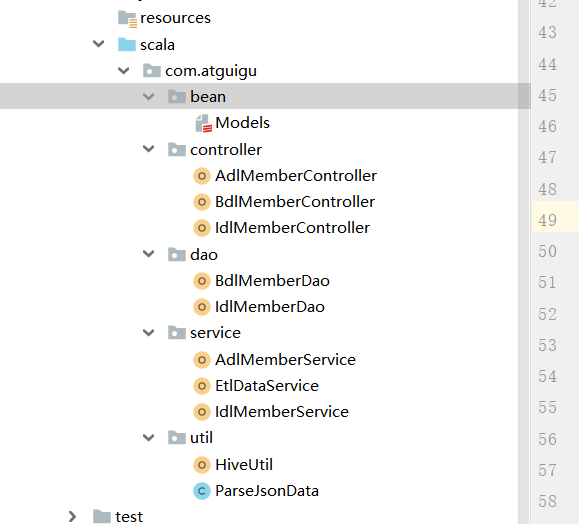 resources
scala
com.atguigu
bean
Models
controller
AdlMemberController
BdlMemberController
IdlMemberController
dao
BdlMemberDao
IdlMemberDao
service
AdlMemberService
EtlDataService
IdlMemberService
util
HiveUtil
ParseJsonData
test
42
43
44
45
46
47
48
49
50
51
52
53
54
55
56
57
58